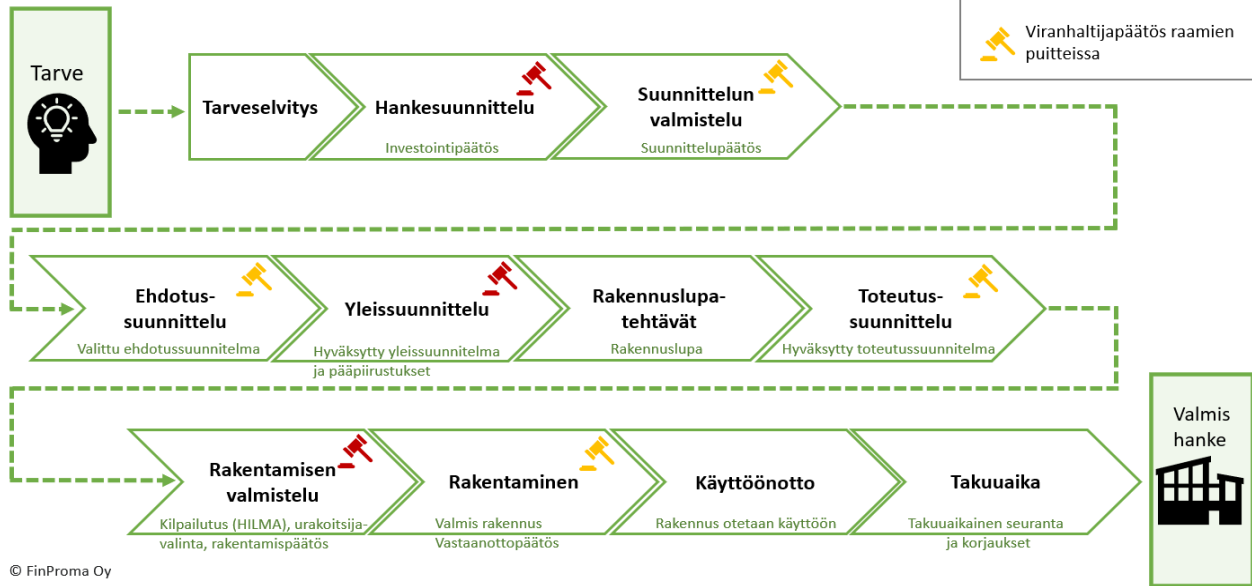 Viranhaltijapäätös raamien
puitteissa
Tarve
Tarveselvitys
Hankesuunnittelu
Investointipäätös
Suunnittelun
valmistelu
Suunnittelupäätös
Ehdotus-
suunnittelu
Valittu ehdotussuunnitelma
Yleissuunnittelu
Hyväksytty yleissuunnitelma
ja pääpiirustukset
Rakennuslupa-
tehtävät
Rakennuslupa
Toteutus-
suunnittelu
Hyväksytty toteutussuunnitelma
Rakentamisen
valmistelu
Kilpailutus (HILMA), urakoitsija-
valinta, rakentamispäätös
Rakentaminen
Valmis rakennus
Vastaanottopäätös
Käyttöönotto
Rakennus otetaan käyttöön
Takuuaika
Takuuaikainen seuranta
ja korjaukset
Valmis
hanke
© FinProma Oy